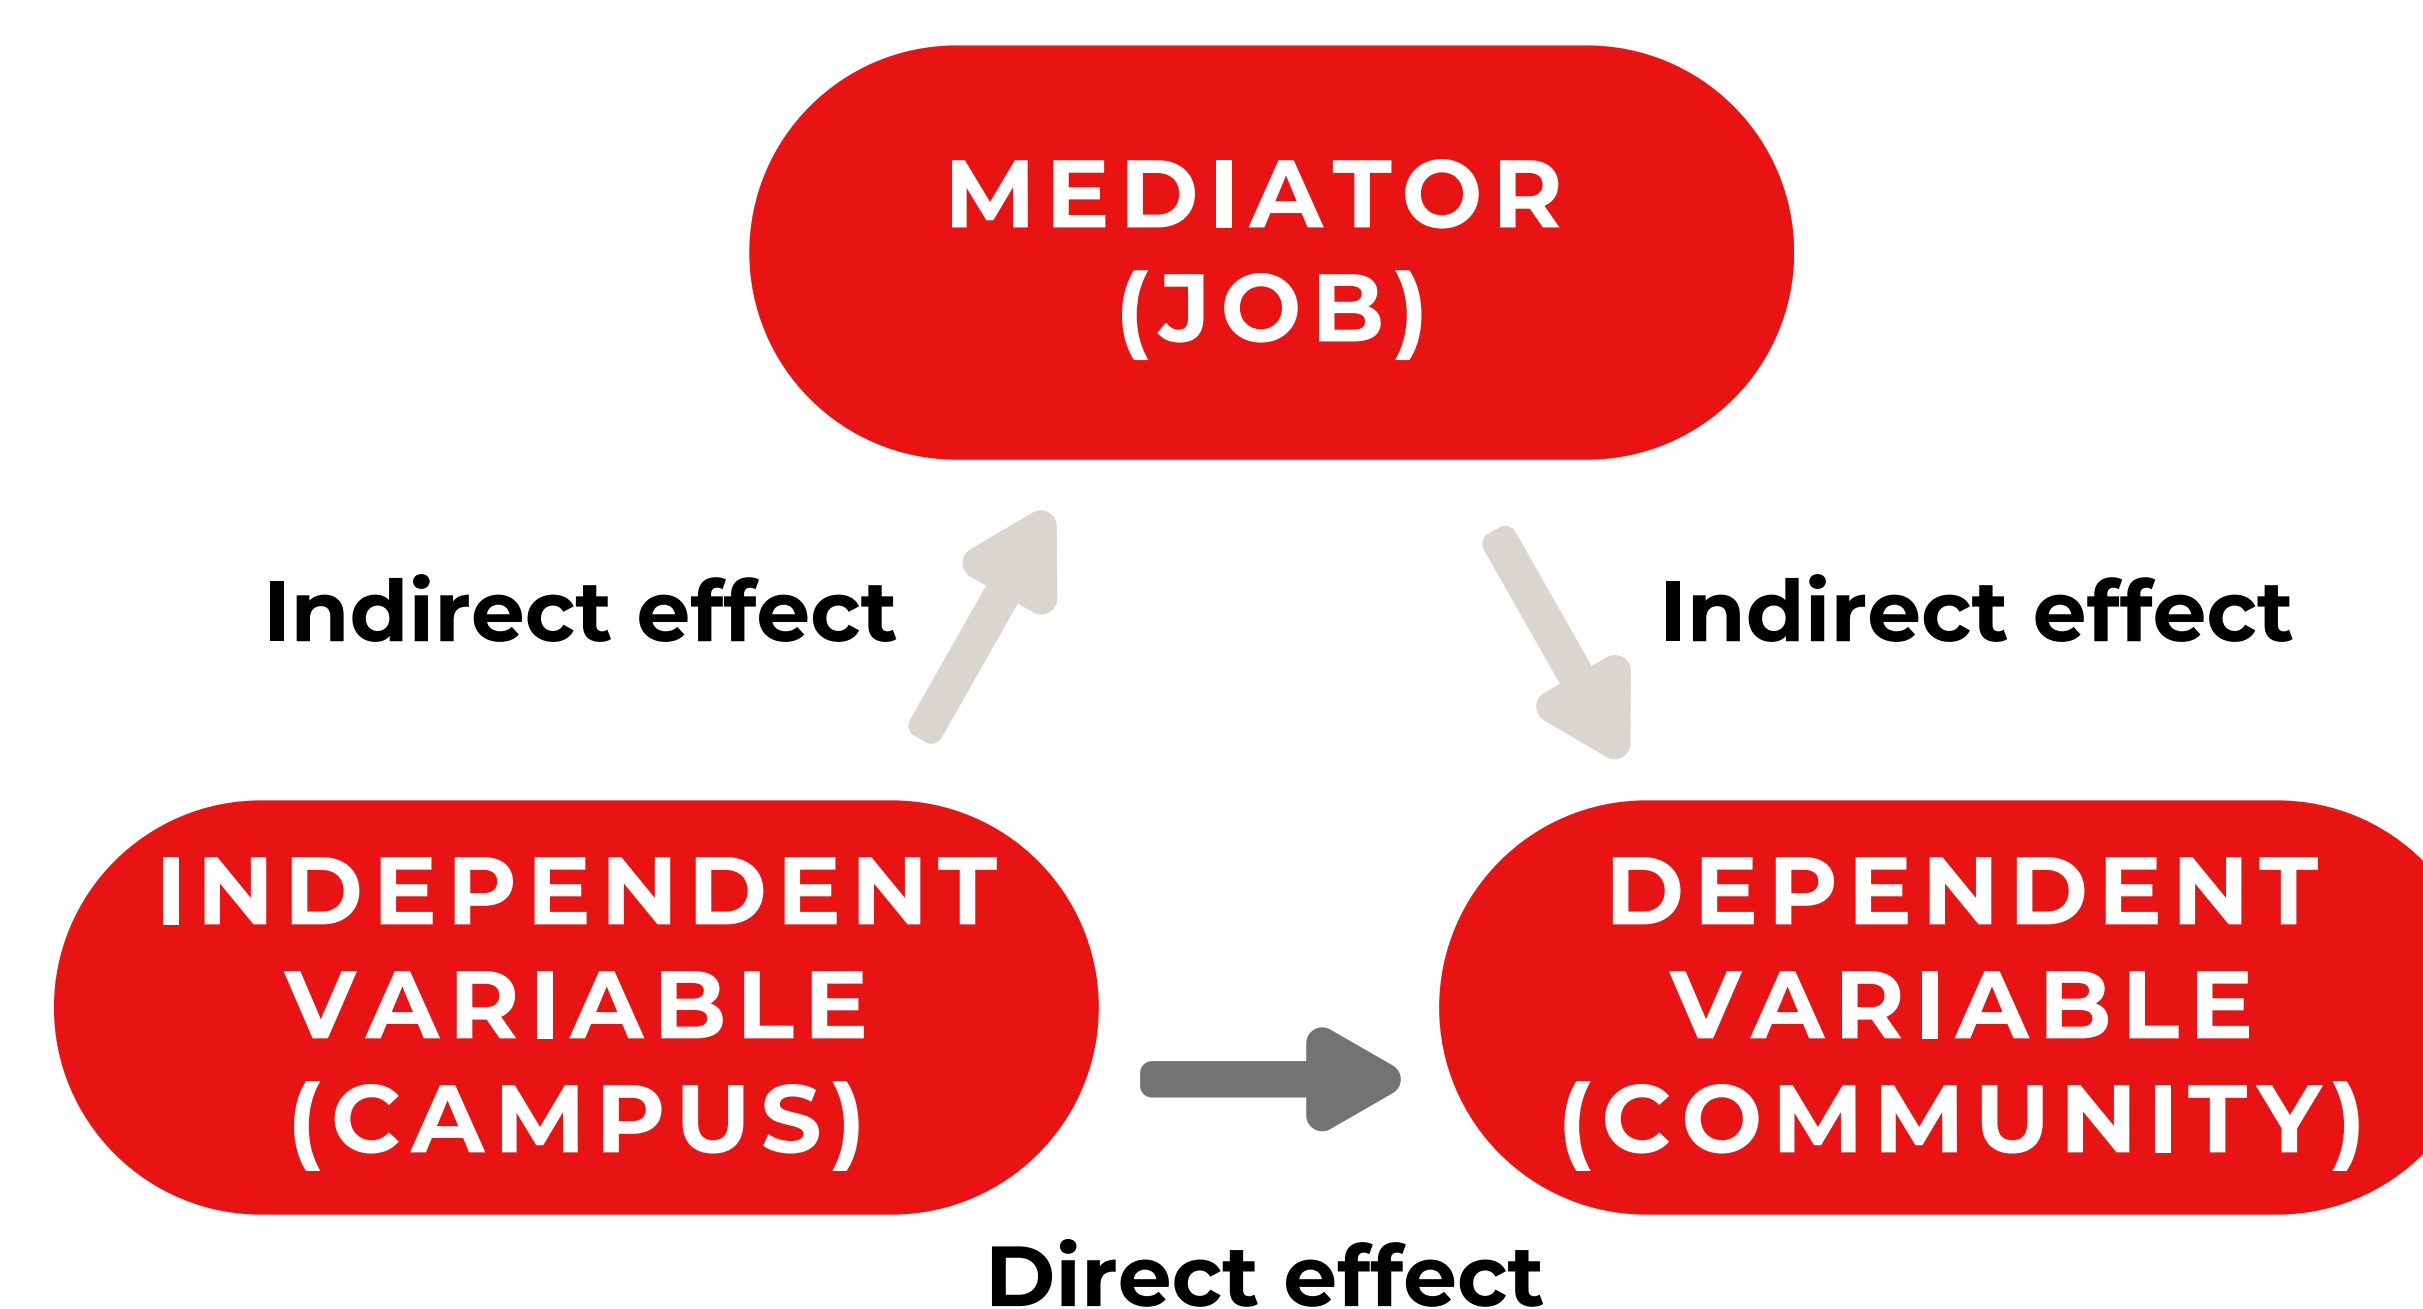 MEDIATOR
(JOB)
Indirect effect
Indirect effect
INDEPENDENT
VARIABLE
(CAMPUS)
DEPENDENT
VARIABLE
(COMMUNITY)
Direct effect